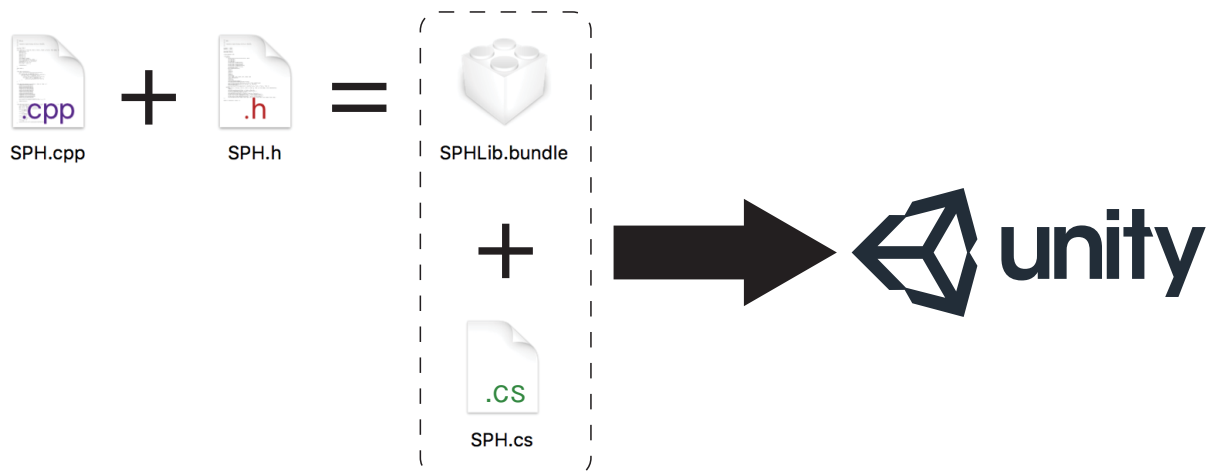 .cpp
SPH.cpp
.h
SPH.h
SPHLib.bundle
.cs
SPH.cs
unity